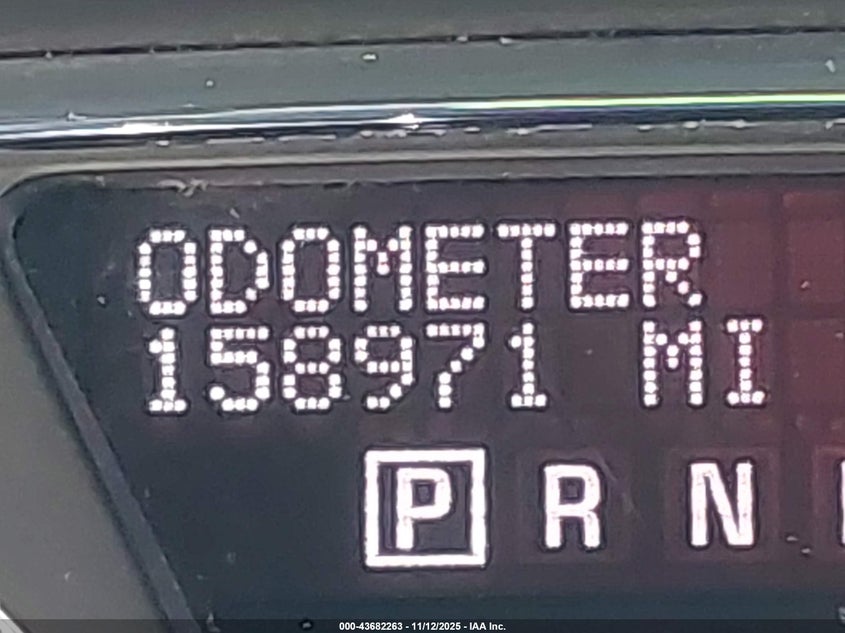 ODOMETER
158971 MI
P R N
000-43682263 - 11/12/2025 - IAA Inc.